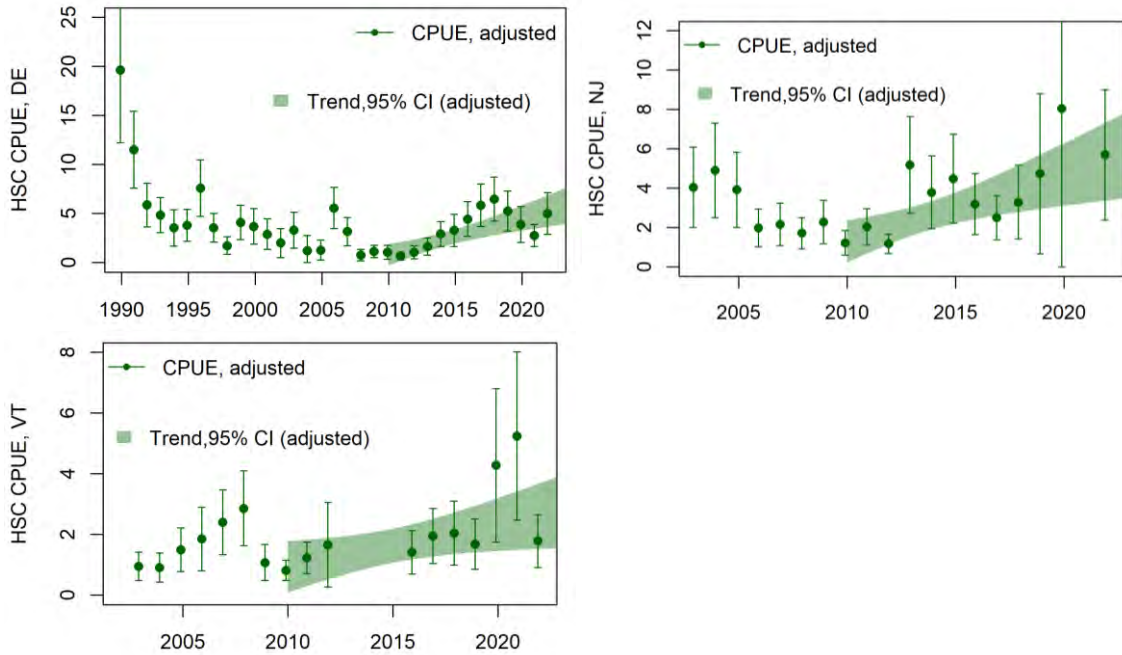 HSC CPUE, DE
25
20
15
10
5
0
CPUE, adjusted
Trend,95% CI (adjusted)
1990 1995 2000 2005 2010 2015 2020
HSC CPUE, NJ
12
10
8
6
4
2
0
CPUE, adjusted
Trend,95% CI (adjusted)
2005 2010 2015 2020
HSC CPUE, VT
8
6
4
2
0
CPUE, adjusted
Trend,95% CI (adjusted)
2005 2010 2015 2020